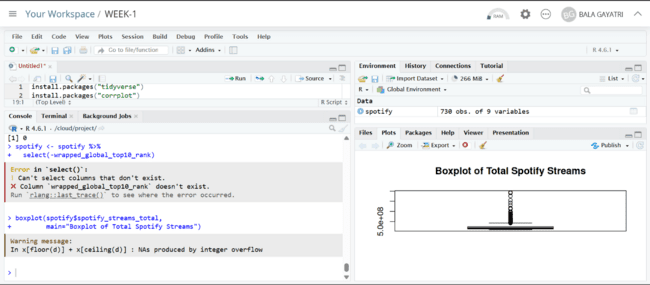 Your Workspace / WEEK-1
RAM
BG BALA GAYATRI
File Edit Code View Plots Session Build Debug Profile Tools Help
Go to file/function Addins R 4.6.1
Untitled1*
Run Source
1 install.packages("tidyverse")
2 install.packages("corrplot")
(Top Level) R Script
Console Terminal Background Jobs
R 4.6.1 . /cloud/project/
[1] 0
> spotify <- spotify %>%
+ select(-wrapped_global_top10_rank)
Error in `select()`:
! Can't select columns that don't exist.
✖ Column `wrapped_global_top10_rank` doesn't exist.
Run `rlang::last_trace()` to see where the error occurred.
> boxplot(spotify$spotify_streams_total,
+ main="Boxplot of Total Spotify Streams")
Warning message:
In x[floor(d)] + x[ceiling(d)] : NAs produced by integer overflow
>
Environment History Connections Tutorial
Import Dataset 266 MiB List
R Global Environment
Data
spotify 730 obs. of 9 variables
Files Plots Packages Help Viewer Presentation
Zoom Export Publish
Boxplot of Total Spotify Streams
5.0e+08